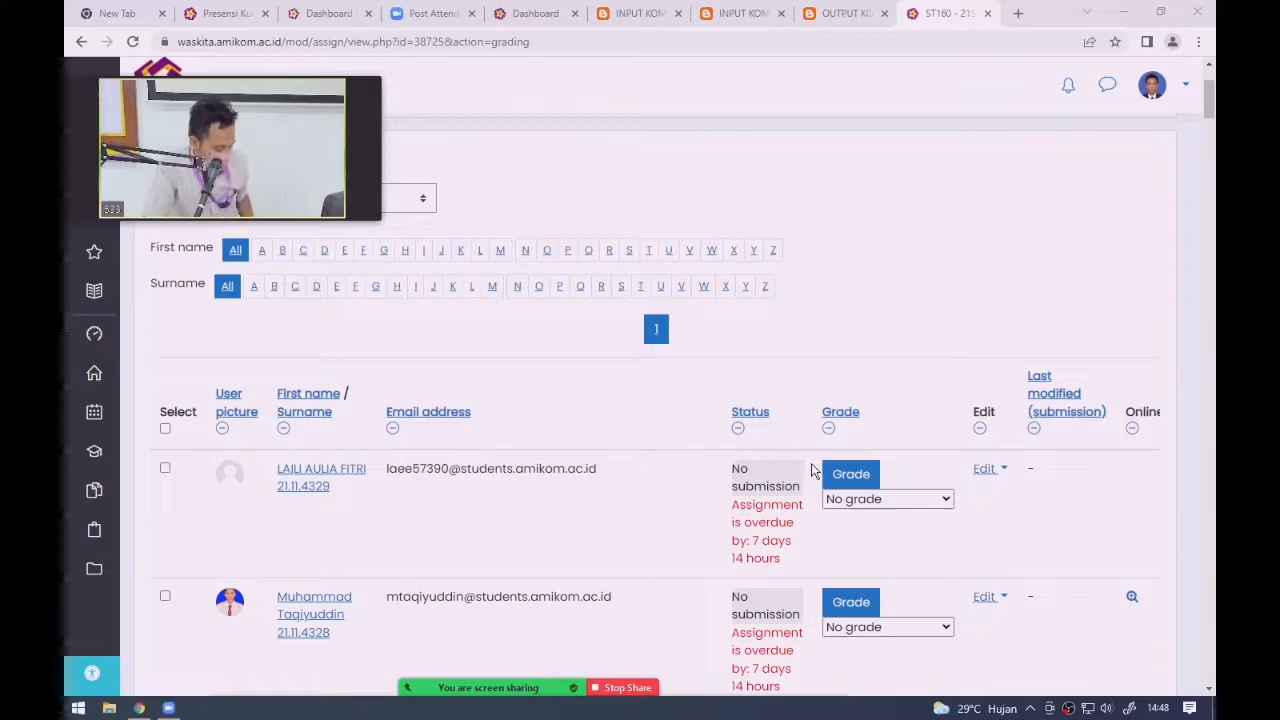 New Tab
Presensi Ku
Dashboard
Post Attend
Dashboard
INPUT KOM
INPUT KOM
OUTPUT KO
ST160 - 21S
waskita.amikom.ac.id/mod/assign/view.php?id=38725&action=grading
533
First name All A B C D E F G H I J K L M N O P Q R S T U V W X Y Z
Surname All A B C D E F G H I J K L M N O P Q R S T U V W X Y Z
1
Select
User picture
First name / Surname
Email address
Status
Grade
Edit
Last modified (submission)
Online
LAILI AULIA FITRI
21.11.4329
laee57390@students.amikom.ac.id
No
submission
Assignment
is overdue
by: 7 days
14 hours
Grade
No grade
Edit
-
Muhammad
Taqiyuddin
21.11.4328
mtaqiyuddin@students.amikom.ac.id
No
submission
Assignment
is overdue
by: 7 days
14 hours
Grade
No grade
Edit
-
You are screen sharing
Stop Share
29°C Hujan
14:48